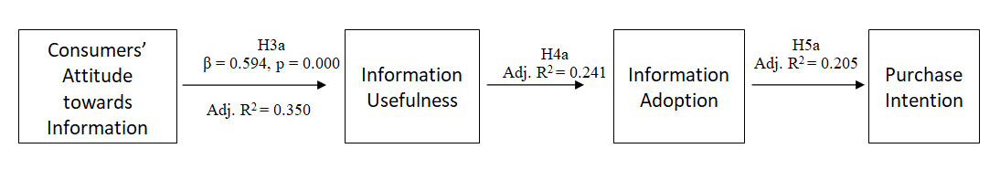 Consumers'
Attitude
towards
Information
H3a
β = 0.594, p = 0.000
Adj. R² = 0.350
Information
Usefulness
H4a
Adj. R² = 0.241
Information
Adoption
H5a
Adj. R² = 0.205
Purchase
Intention